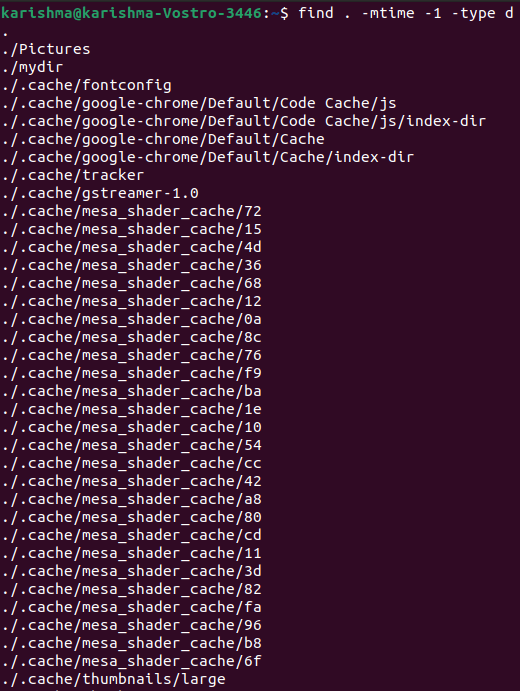 karishma@karishma-Vostro-3446:~$ find . -mtime -1 -type d
.
./Pictures
./mydir
./.cache/fontconfig
./.cache/google-chrome/Default/Code Cache/js
./.cache/google-chrome/Default/Code Cache/js/index-dir
./.cache/google-chrome/Default/Cache
./.cache/google-chrome/Default/Cache/index-dir
./.cache/tracker
./.cache/gstreamer-1.0
./.cache/mesa_shader_cache/72
./.cache/mesa_shader_cache/15
./.cache/mesa_shader_cache/4d
./.cache/mesa_shader_cache/36
./.cache/mesa_shader_cache/68
./.cache/mesa_shader_cache/12
./.cache/mesa_shader_cache/0a
./.cache/mesa_shader_cache/8c
./.cache/mesa_shader_cache/76
./.cache/mesa_shader_cache/f9
./.cache/mesa_shader_cache/ba
./.cache/mesa_shader_cache/1e
./.cache/mesa_shader_cache/10
./.cache/mesa_shader_cache/54
./.cache/mesa_shader_cache/cc
./.cache/mesa_shader_cache/42
./.cache/mesa_shader_cache/a8
./.cache/mesa_shader_cache/80
./.cache/mesa_shader_cache/cd
./.cache/mesa_shader_cache/11
./.cache/mesa_shader_cache/3d
./.cache/mesa_shader_cache/82
./.cache/mesa_shader_cache/fa
./.cache/mesa_shader_cache/96
./.cache/mesa_shader_cache/b8
./.cache/mesa_shader_cache/6f
./.cache/thumbnails/large